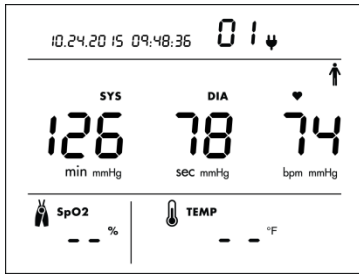 10.24.2015 09:48:36 01
SYS DIA
126 78 74
min mmHg sec mmHg bpm mmHg
SpO2 TEMP
-- % -- °F